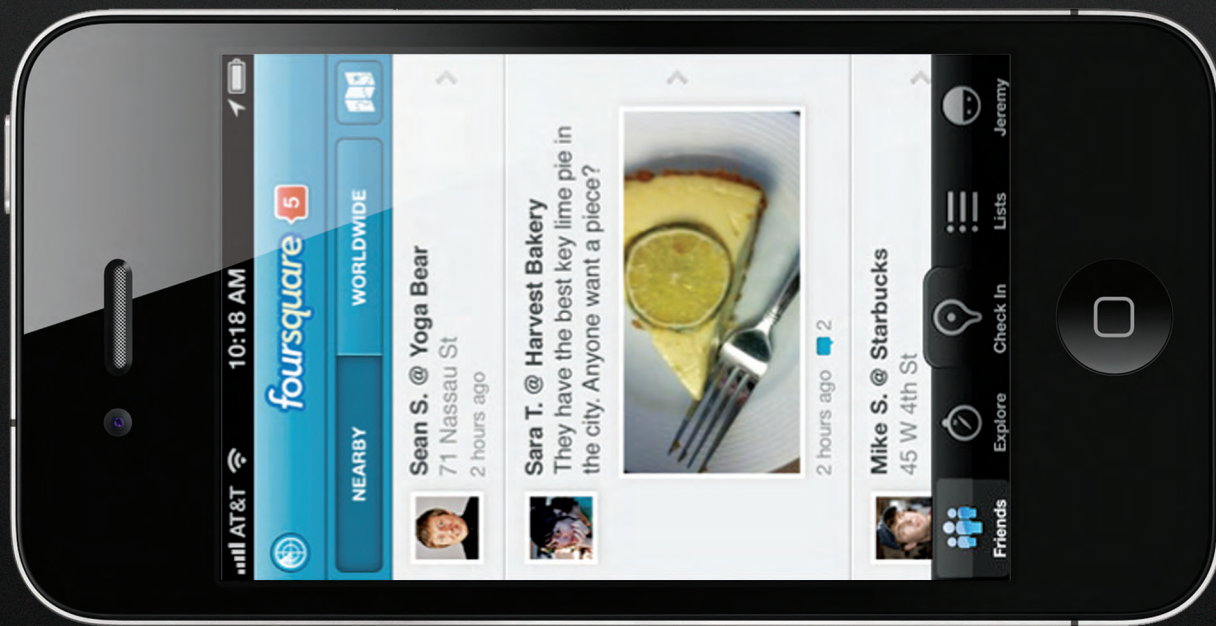 AT&T 10:18 AM
foursquare 5
NEARBY WORLDWIDE
Sean S. @ Yoga Bear
71 Nassau St
2 hours ago
Sara T. @ Harvest Bakery
They have the best key lime pie in
the city. Anyone want a piece?
2 hours ago 2
Mike S. @ Starbucks
45 W 4th St
Friends Explore Check In Lists Jeremy